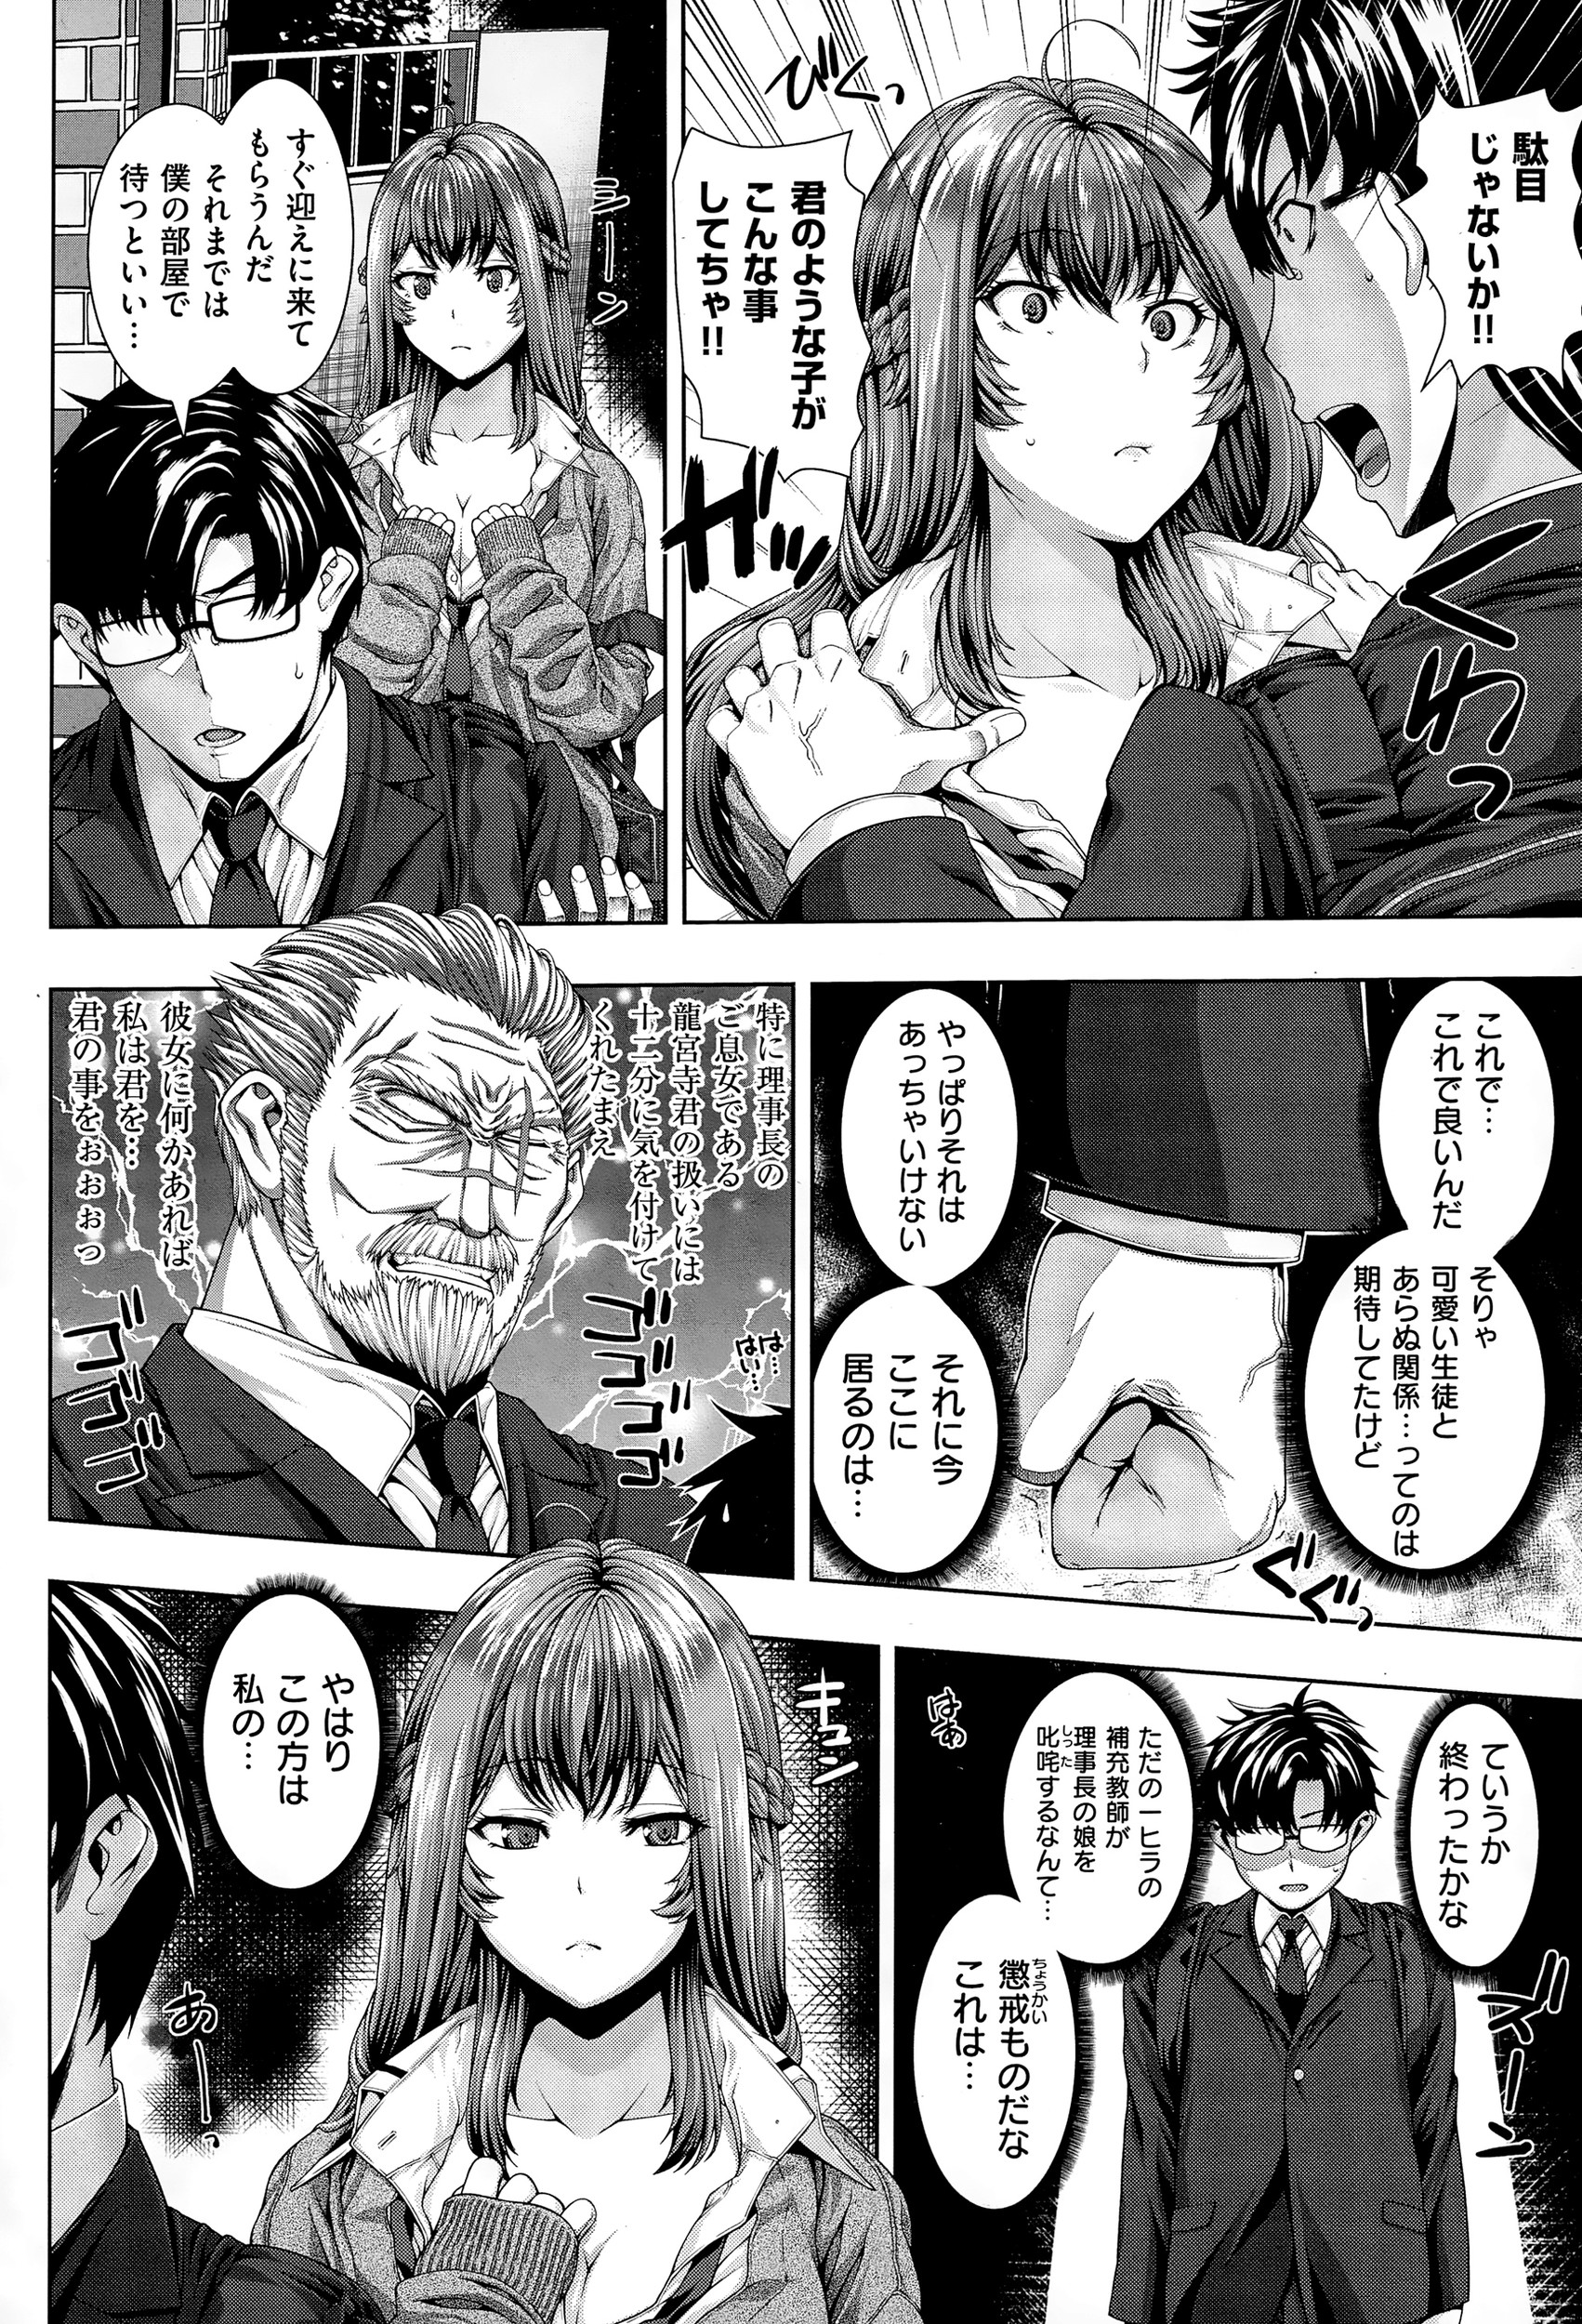 駄目
じゃないか!!
びくっ
君のような子が
こんな事
してちゃ!!
ガッ
くわっ
シーン
すぐ迎えに来て
もらうんだ
それまでは
僕の部屋で
待つといい…
これで…
これで良いんだ
そりゃ
可愛い生徒と
あらぬ関係…ってのは
期待してたけど
やっぱりそれは
あっちゃいけない
それに今
ここに
居るのは…
ぐぐっ
特に理事長の
ご息女である
龍宮寺君の扱いには
十二分に気を付けて
くれたまえ
彼女に何かあれば
私は君を…
君の事をぉぉぉっ
ゴゴゴゴ
は…
はい…
ゴゴゴゴ
ていうか
終わったかな
ただの一ヒラの
補充教師が
理事長の娘を
叱咤するなんて…
しった
はぁ
懲戒ものだな
ちょうかい
これは…
ズーン
キュン
やはり
この方は
私の…
あーっ